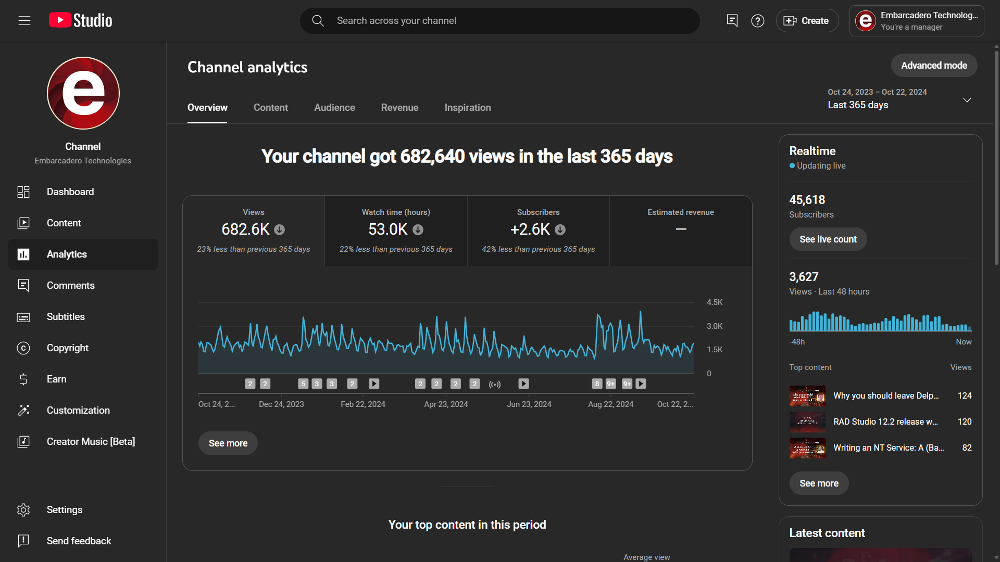 Studio
Search across your channel
Create
Embarcadero Technolog...
You're a manager
e
Channel
Embarcadero Technologies
Dashboard
Content
Analytics
Comments
Subtitles
Copyright
Earn
Customization
Creator Music [Beta]
Settings
Send feedback
Channel analytics
Advanced mode
Oct 24, 2023 – Oct 22, 2024
Last 365 days
Overview
Content
Audience
Revenue
Inspiration
Your channel got 682,640 views in the last 365 days
Views
682.6K
23% less than previous 365 days
Watch time (hours)
53.0K
22% less than previous 365 days
Subscribers
+2.6K
42% less than previous 365 days
Estimated revenue
—
4.5K
3.0K
1.5K
0
2 2 5 3 3 2 2 2 2 2 8 9+ 9+
Oct 24, 2... Dec 24, 2023 Feb 22, 2024 Apr 23, 2024 Jun 23, 2024 Aug 22, 2024 Oct 22, 2...
See more
Your top content in this period
Average view
Realtime
Updating live
45,618
Subscribers
See live count
3,627
Views · Last 48 hours
-48h Now
Top content Views
Why you should leave Delp... 124
RAD Studio 12.2 release w... 120
Writing an NT Service: A (Ba... 82
See more
Latest content